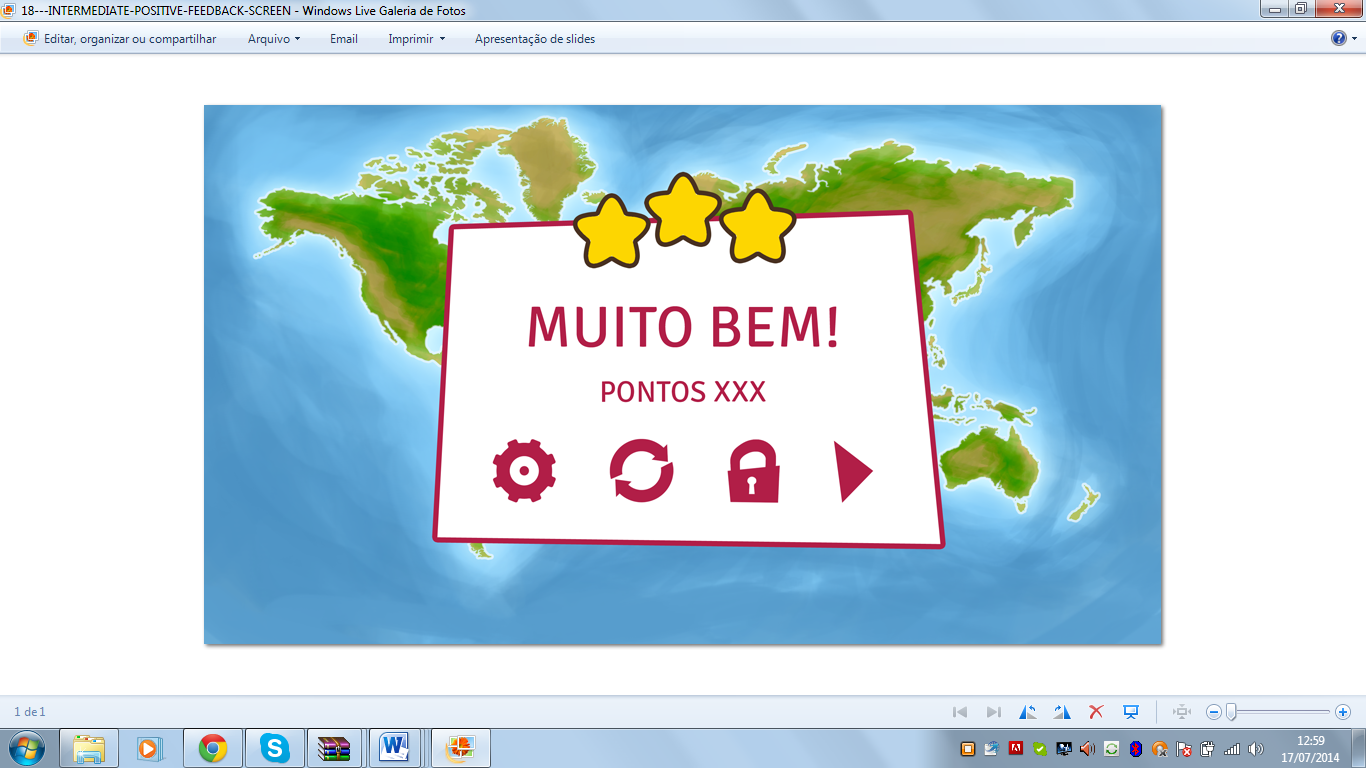 18---INTERMEDIATE-POSITIVE-FEEDBACK-SCREEN - Windows Live Galeria de Fotos
Editar, organizar ou compartilhar Arquivo Email Imprimir Apresentação de slides
MUITO BEM!
PONTOS XXX
1 de 1
12:59
17/07/2014